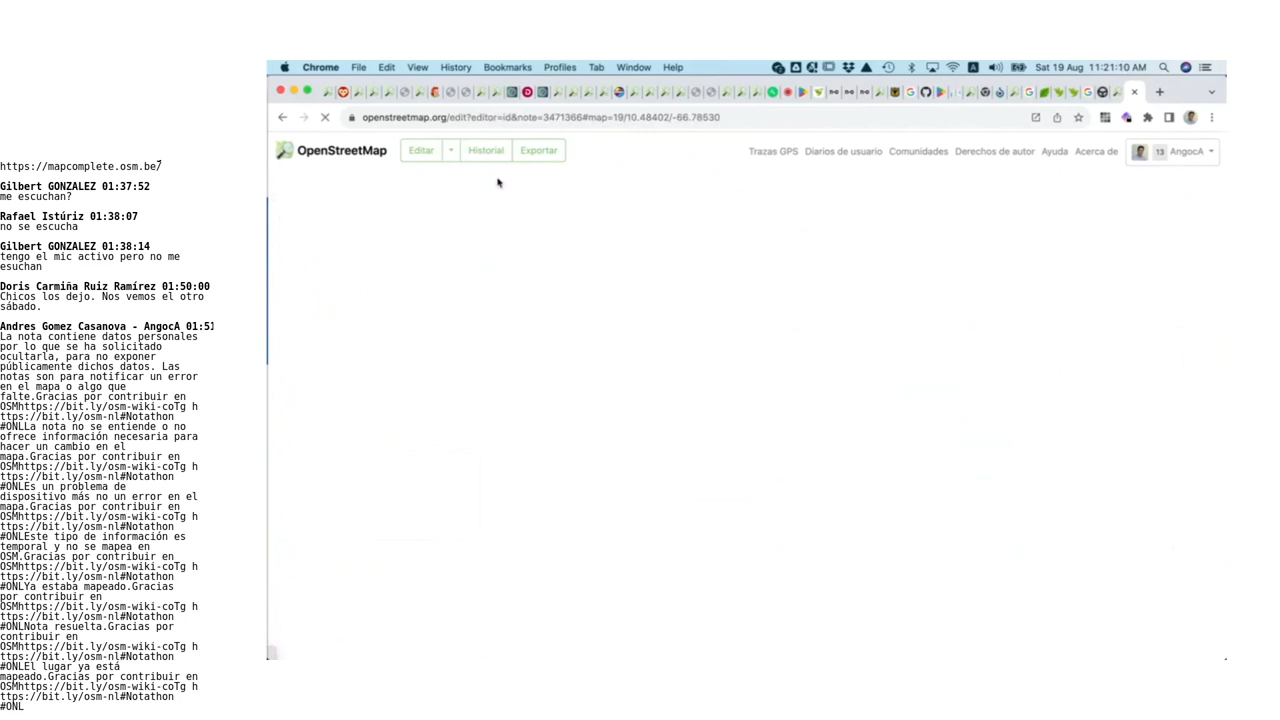 https://mapcomplete.osm.be/
Gilbert GONZALEZ 01:37:52
me escuchan?
Rafael Istúriz 01:38:07
no se escucha
Gilbert GONZALEZ 01:38:14
tengo el mic activo pero no me
esuchan
Doris Carmiña Ruiz Ramírez 01:50:00
Chicos los dejo. Nos vemos el otro
sábado.
Andres Gomez Casanova - AngocA 01:51
La nota contiene datos personales
por lo que se ha solicitado
ocultarla, para no exponer
públicamente dichos datos. Las
notas son para notificar un error
en el mapa o algo que
falte.Gracias por contribuir en
OSMhttps://bit.ly/osm-wiki-coTg h
ttps://bit.ly/osm-nl#Notathon
#ONLLa nota no se entiende o no
ofrece información necesaria para
hacer un cambio en el
mapa.Gracias por contribuir en
OSMhttps://bit.ly/osm-wiki-coTg h
ttps://bit.ly/osm-nl#Notathon
#ONLEs un problema de
dispositivo más no un error en el
mapa.Gracias por contribuir en
OSMhttps://bit.ly/osm-wiki-coTg h
ttps://bit.ly/osm-nl#Notathon
#ONLEste tipo de información es
temporal y no se mapea en
OSM.Gracias por contribuir en
OSMhttps://bit.ly/osm-wiki-coTg h
ttps://bit.ly/osm-nl#Notathon
#ONLYa estaba mapeado.Gracias
por contribuir en
OSMhttps://bit.ly/osm-wiki-coTg h
ttps://bit.ly/osm-nl#Notathon
#ONLNota resuelta.Gracias por
contribuir en
OSMhttps://bit.ly/osm-wiki-coTg h
ttps://bit.ly/osm-nl#Notathon
#ONLEl lugar ya está
mapeado.Gracias por contribuir en
OSMhttps://bit.ly/osm-wiki-coTg h
ttps://bit.ly/osm-nl#Notathon
#ONL
Chrome File Edit View History Bookmarks Profiles Tab Window Help Sat 19 Aug 11:21:10 AM
openstreetmap.org/edit?editor=id&note=3471366#map=19/10.48402/-66.78530
OpenStreetMap Editar Historial Exportar Trazas GPS Diarios de usuario Comunidades Derechos de autor Ayuda Acerca de 13 AngocA